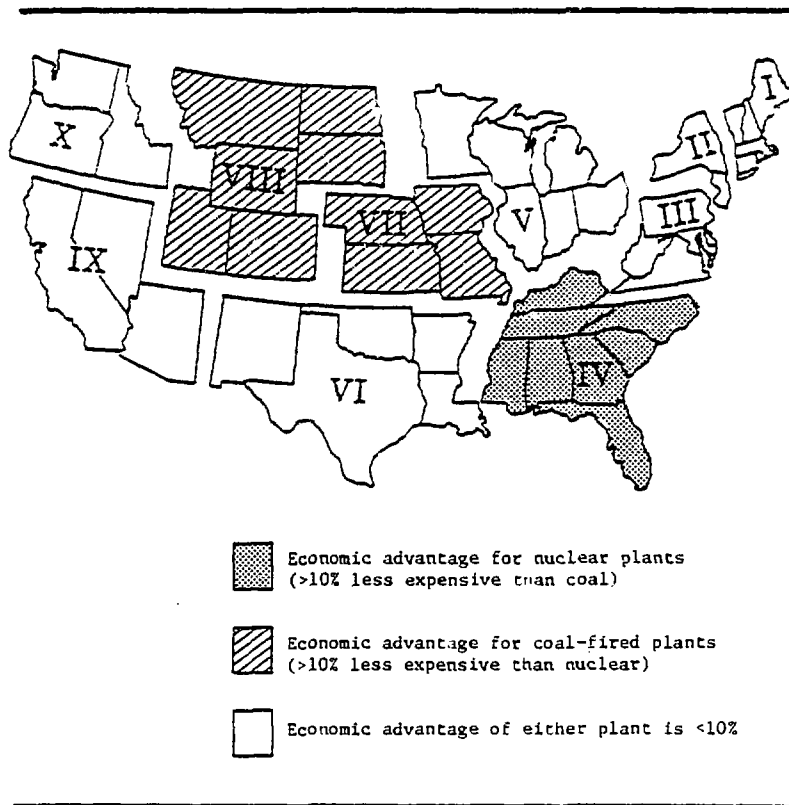 I
X
II
VIII
VII
V
III
IX
IV
VI
Economic advantage for nuclear plants
(>10% less expensive than coal)
Economic advantage for coal-fired plants
(>10% less expensive than nuclear)
Economic advantage of either plant is <10%